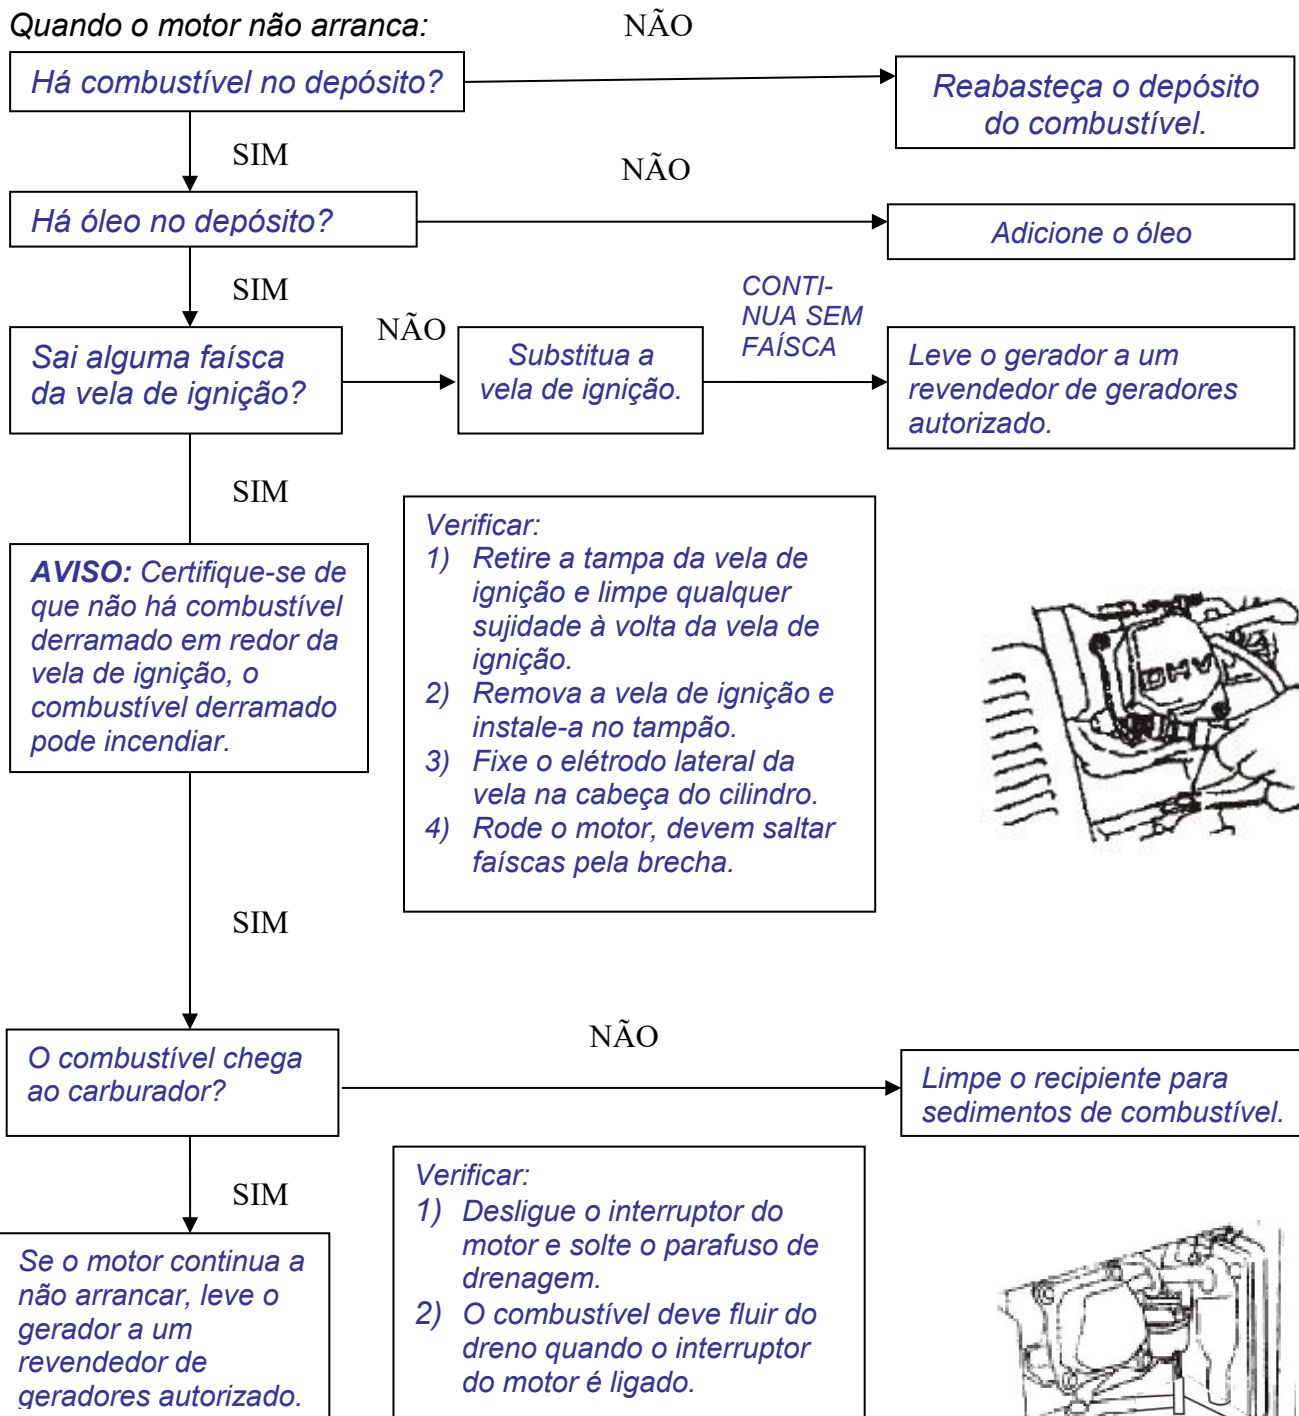 Quando o motor não arranca:
NÃO
Há combustível no depósito?
Reabasteça o depósito
do combustível.
SIM
NÃO
Há óleo no depósito?
Adicione o óleo
SIM
NÃO
CONTI-
NUA SEM
FAÍSCA
Sai alguma faísca
da vela de ignição?
Substitua a
vela de ignição.
Leve o gerador a um
revendedor de geradores
autorizado.
SIM
AVISO: Certifique-se de
que não há combustível
derramado em redor da
vela de ignição, o
combustível derramado
pode incendiar.
Verificar:
1) Retire a tampa da vela de
ignição e limpe qualquer
sujidade à volta da vela de
ignição.
2) Remova a vela de ignição e
instale-a no tampão.
3) Fixe o elétrodo lateral da
vela na cabeça do cilindro.
4) Rode o motor, devem saltar
faíscas pela brecha.
OHV
SIM
NÃO
O combustível chega
ao carburador?
Limpe o recipiente para
sedimentos de combustível.
SIM
Se o motor continua a
não arrancar, leve o
gerador a um
revendedor de
geradores autorizado.
Verificar:
1) Desligue o interruptor do
motor e solte o parafuso de
drenagem.
2) O combustível deve fluir do
dreno quando o interruptor
do motor é ligado.